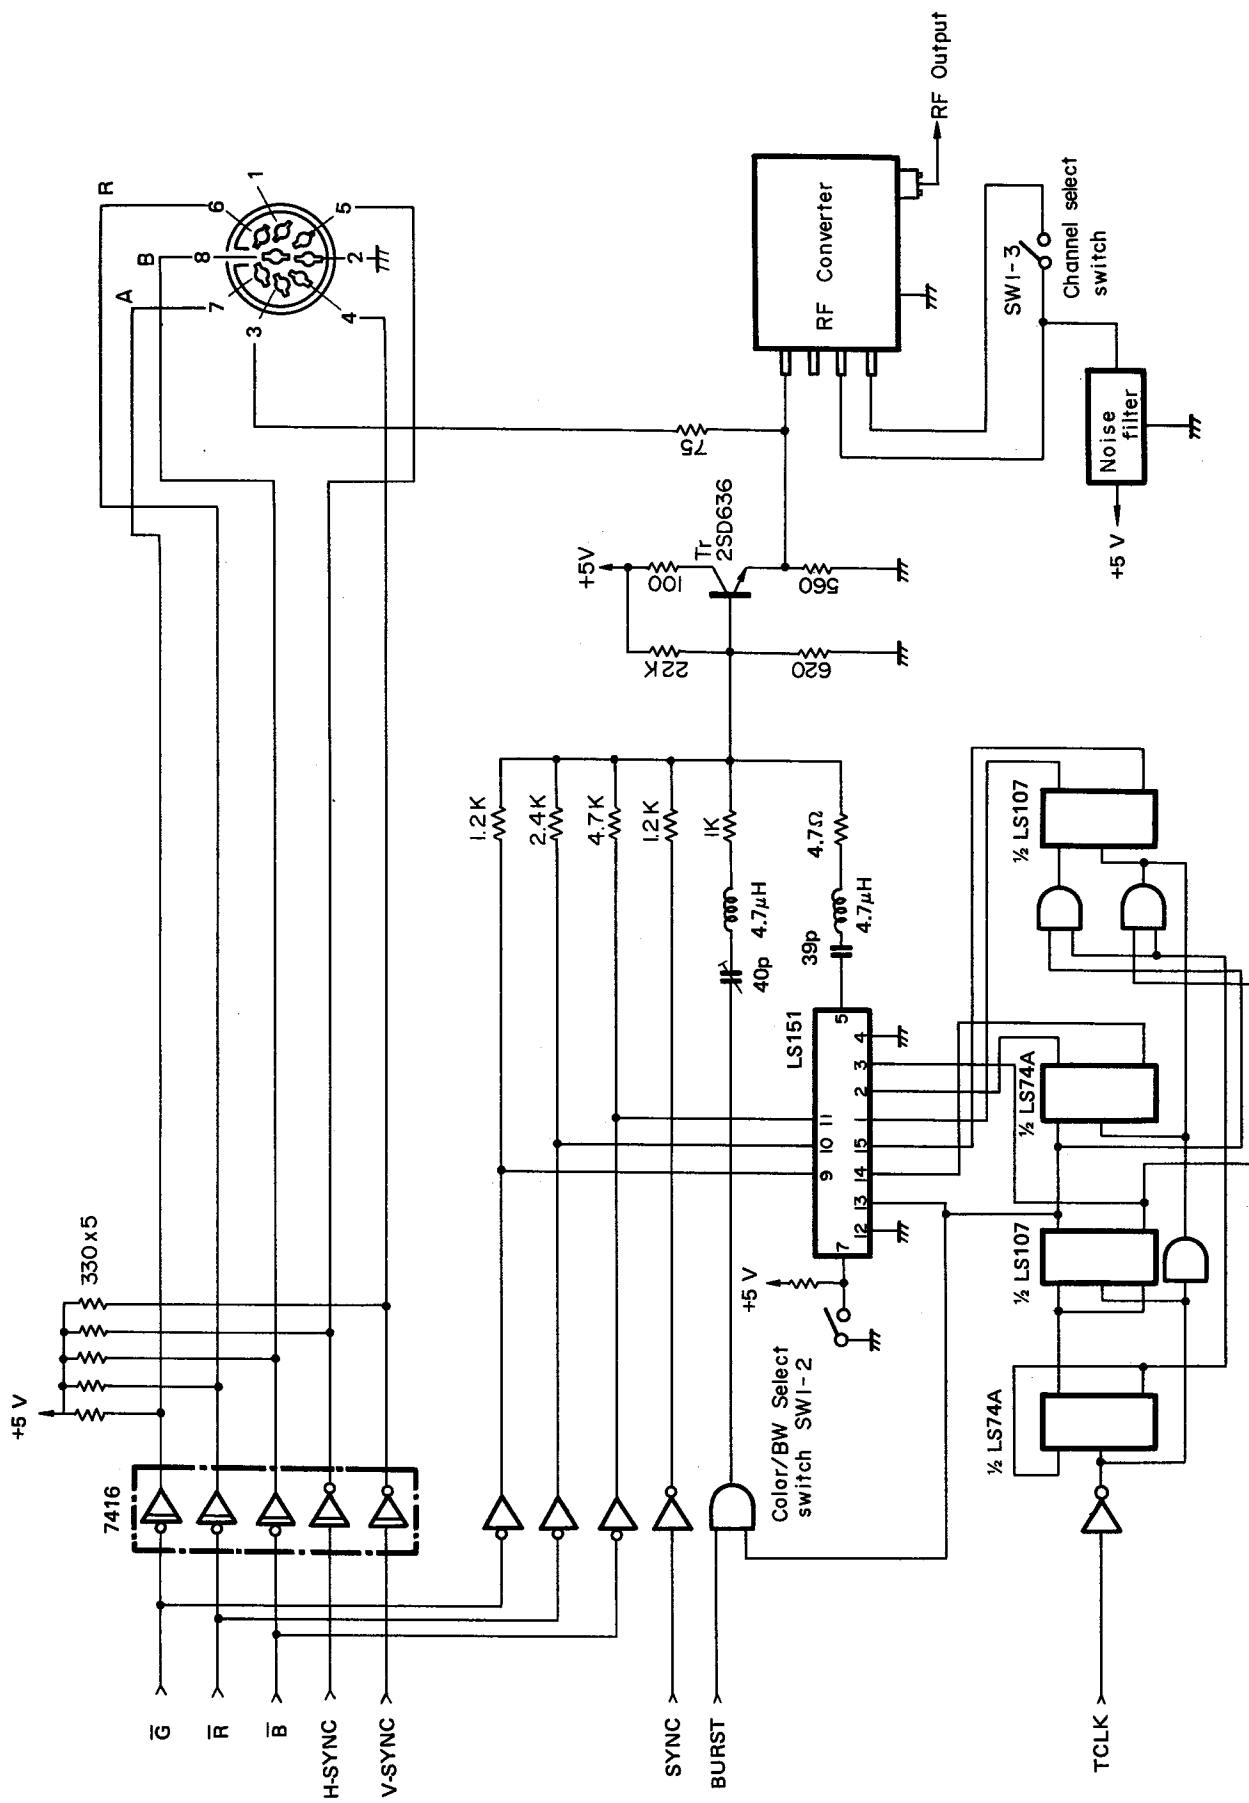 +5 V
330x5
7416
G
R
B
H-SYNC
V-SYNC
SYNC
BURST
TCLK
R
B
A
6
1
8
5
7
2
3
4
1.2K
2.4K
4.7K
1.2K
1K
4.7Ω
4.7μH
40p
39p
4.7μH
+5V
100
22K
Tr
2SD636
560
620
75
RF Converter
RF Output
SW1-3
Channel select
switch
Noise
filter
+5 V
LS151
5
4
3
2
1
15
14
13
12
7
9
10
11
+5 V
Color/BW Select
switch SW1-2
½ LS74A
½ LS107
½ LS74A
½ LS107